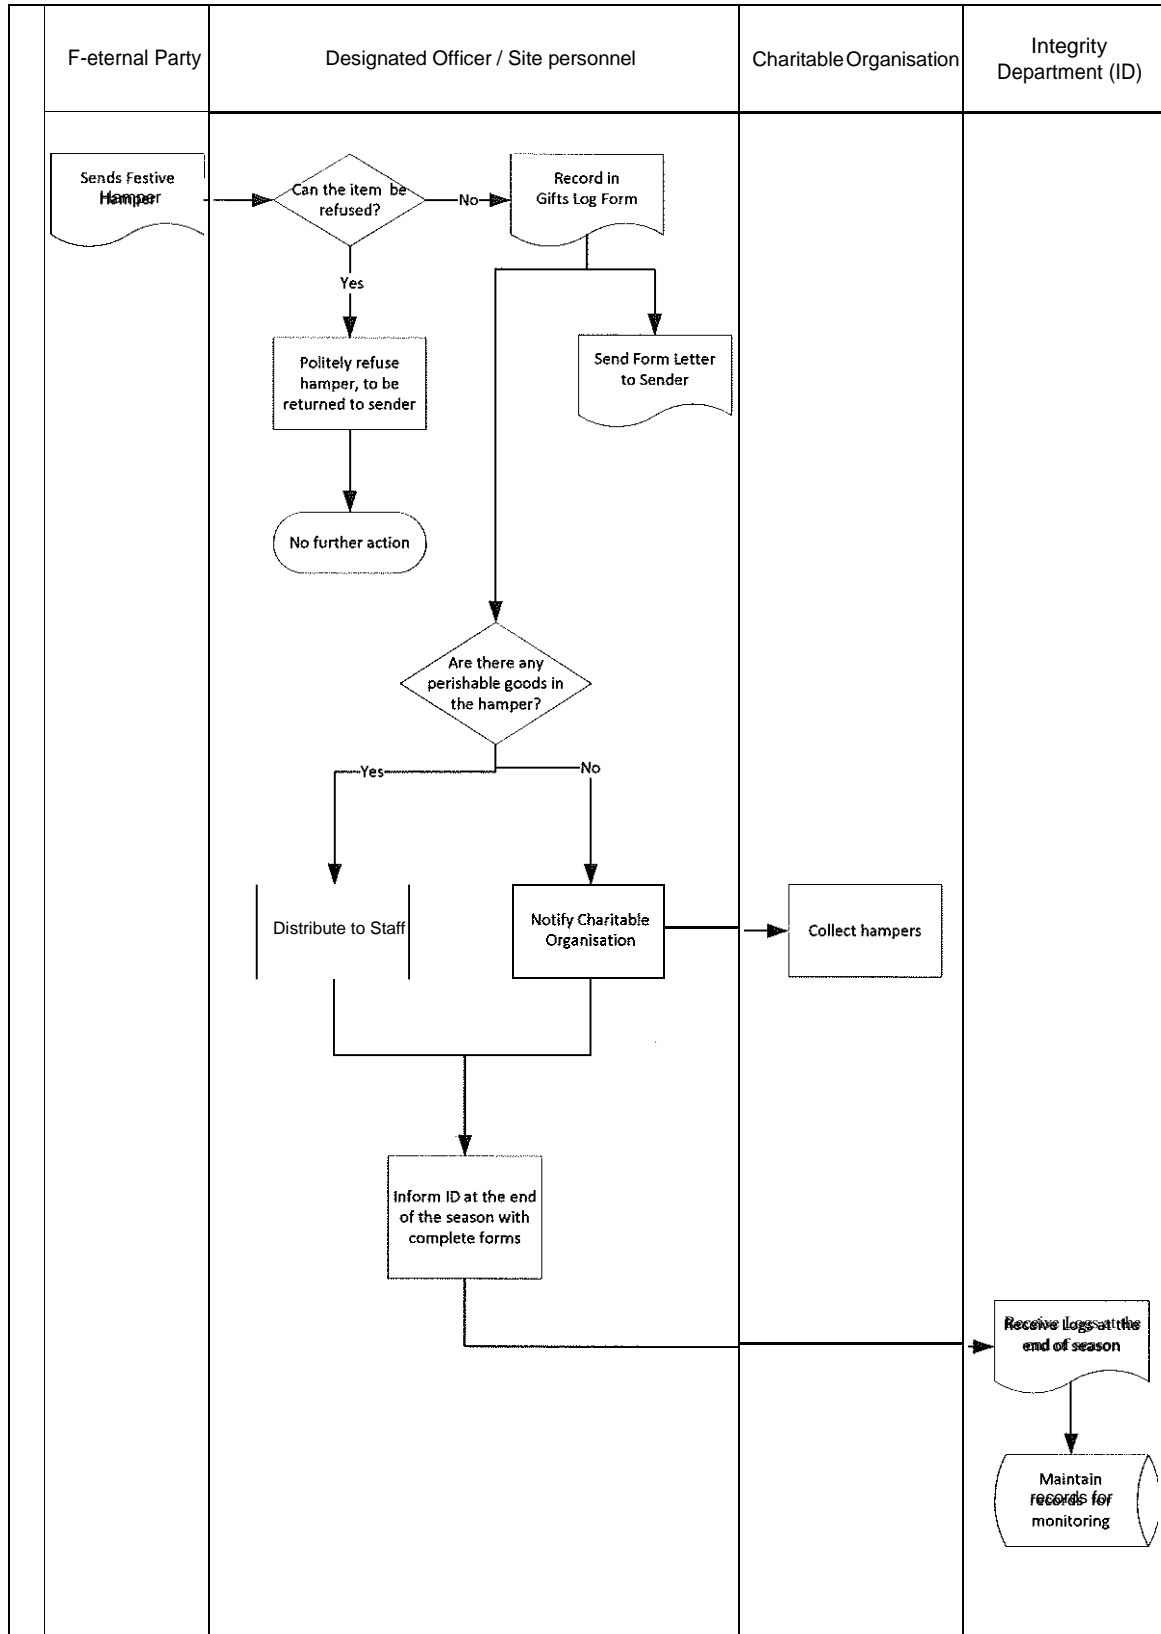 F-eternal Party
Designated Officer / Site personnel
Charitable Organisation
Integrity
Department (ID)
Sends Festive
Hamper
Can the item be
refused?
No
Record in
Gifts Log Form
Yes
Politely refuse
hamper, to be
returned to sender
Send Form Letter
to Sender
No further action
Are there any
perishable goods in
the hamper?
Yes
No
Distribute to Staff
Notify Charitable
Organisation
Collect hampers
Inform ID at the end
of the season with
complete forms
Receive Logs at the
end of season
Maintain
records for
monitoring